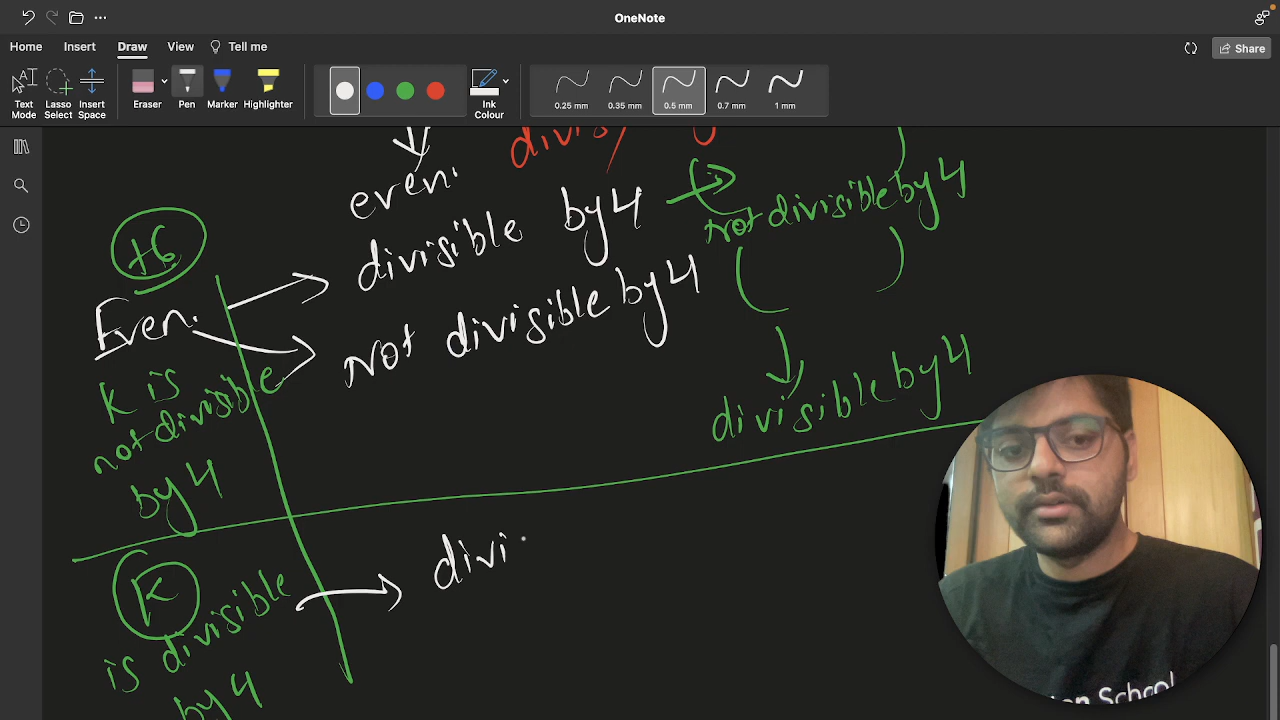 OneNote
Home Insert Draw View Tell me
Share
Text Mode
Lasso Select
Insert Space
Eraser
Pen
Marker
Highlighter
Ink Colour
0.25 mm
0.35 mm
0.5 mm
0.7 mm
1 mm
even.
divisible by 4
not divisible by 4
not divisible by 4
divisible by 4
Even.
k is
not divisible
by 4
K
is divisible
by 4
divi
School